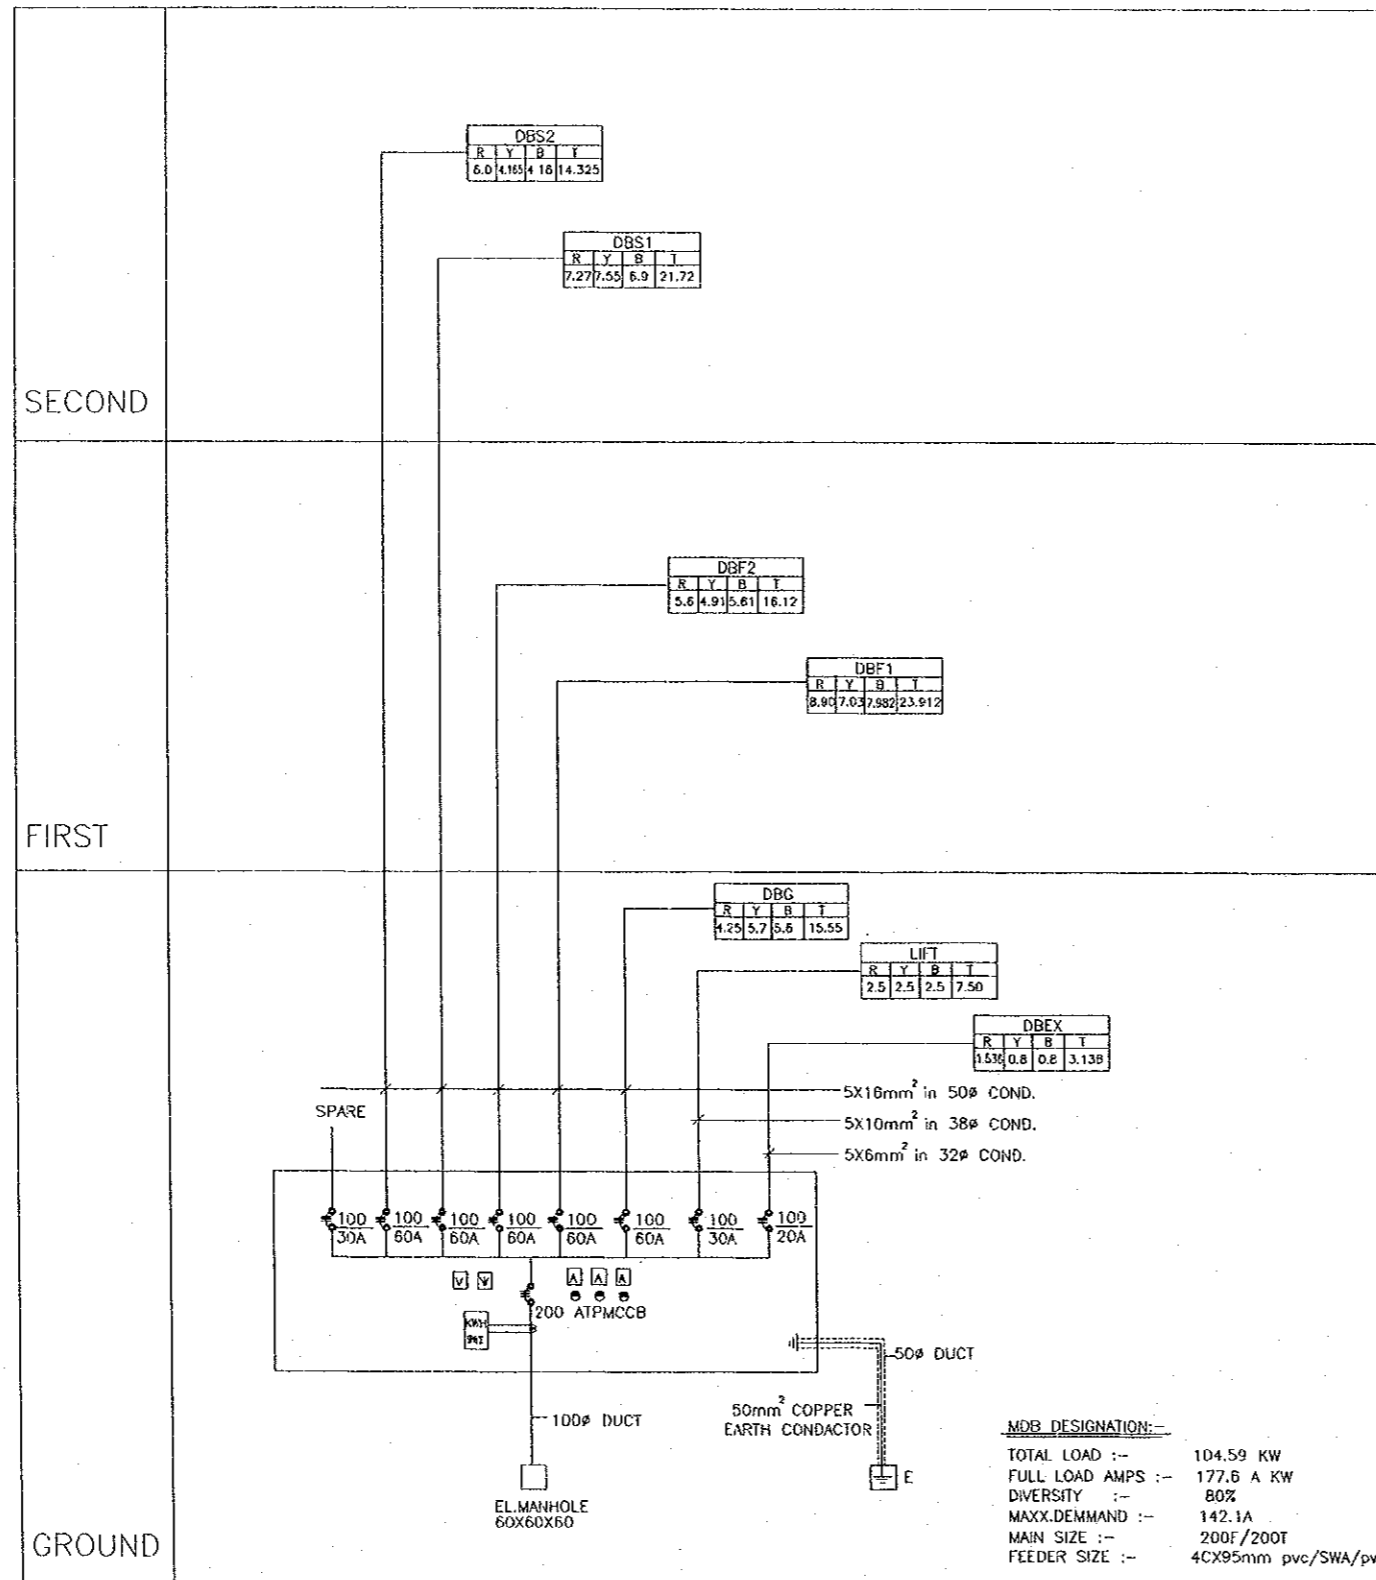 DBS2
R Y B T
6.0 4.165 4.16 14.325
DBS1
R Y B T
7.27 7.55 6.9 21.72
SECOND
DBF2
R Y B T
5.6 4.91 5.61 16.12
DBF1
R Y B T
8.90 7.03 7.982 23.912
FIRST
DBG
R Y B T
4.25 5.7 5.6 15.55
LIFT
R Y B T
2.5 2.5 2.5 7.50
DBEX
R Y B T
1.536 0.8 0.8 3.136
5X16mm² in 50ø COND.
SPARE
5X10mm² in 38ø COND.
5X6mm² in 32ø COND.
100 100 100 100 100 100 100 100
30A 60A 60A 60A 60A 60A 30A 20A
V A A A
200 ATPMCCB
KWH
50ø DUCT
50mm² COPPER
EARTH CONDACTOR
100ø DUCT
E
EL.MANHOLE
60X60X60
MDB DESIGNATION:-
TOTAL LOAD :- 104.59 KW
FULL LOAD AMPS :- 177.6 A KW
DIVERSITY :- 80%
MAXX.DEMMAND :- 142.1A
MAIN SIZE :- 200F/200T
FEEDER SIZE :- 4CX95mm pvc/SWA/pv
GROUND